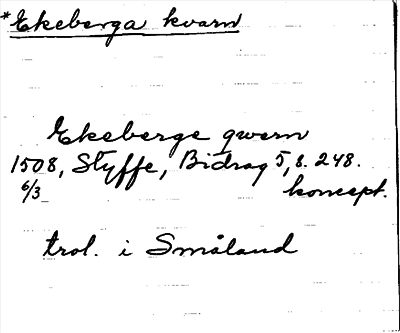 *Ekeberga kvarn
Ekeberge qwern
1508, Styffe, Bidrag 5, s. 248.
6/3 koncept.
trol. i Småland